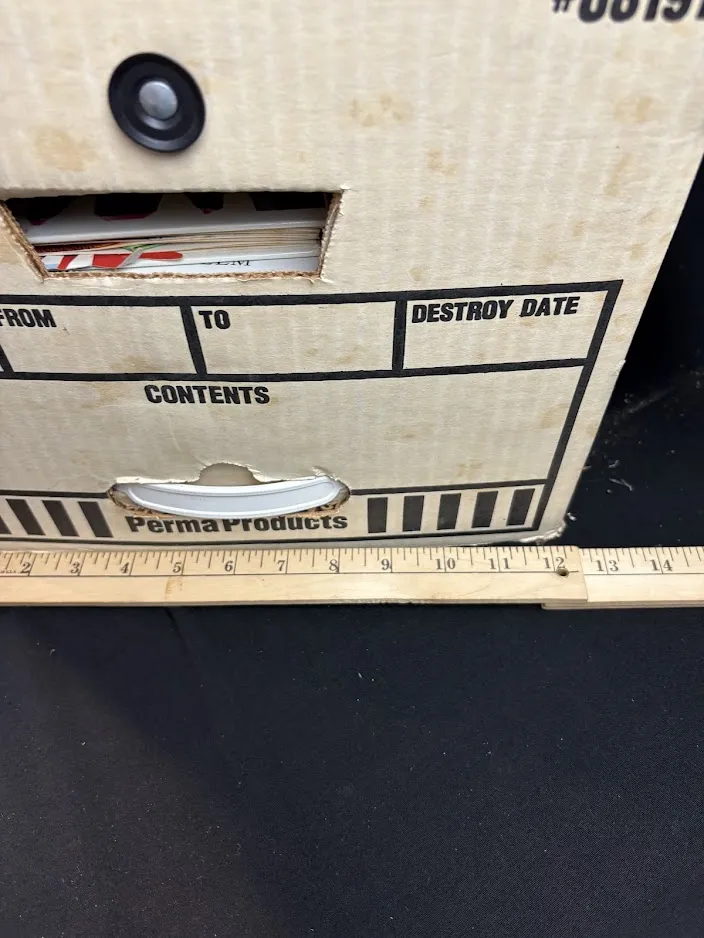 FROM TO DESTROY DATE
CONTENTS
Perma Products
2 3 4 5 6 7 8 9 10 11 12 13 14